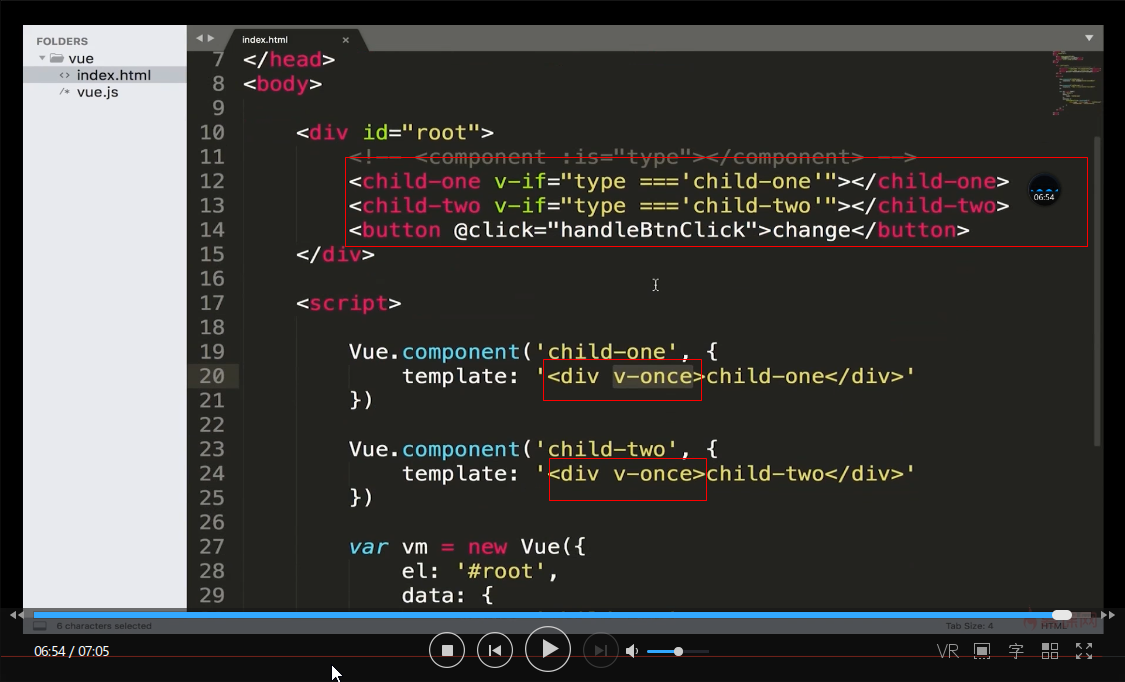 FOLDERS
vue
<> index.html
/* vue.js
index.html ×
7 </head>
8 <body>
9
10 <div id="root">
11 <!-- <component :is="type"></component> -->
12 <child-one v-if="type ==='child-one'"></child-one>
13 <child-two v-if="type ==='child-two'"></child-two>
14 <button @click="handleBtnClick">change</button>
15 </div>
16
17 <script>
18
19 Vue.component('child-one', {
20 template: '<div v-once>child-one</div>'
21 })
22
23 Vue.component('child-two', {
24 template: '<div v-once>child-two</div>'
25 })
26
27 var vm = new Vue({
28 el: '#root',
29 data: {
06:54
6 characters selected
Tab Size: 4
HTML
06:54 / 07:05
VR
字